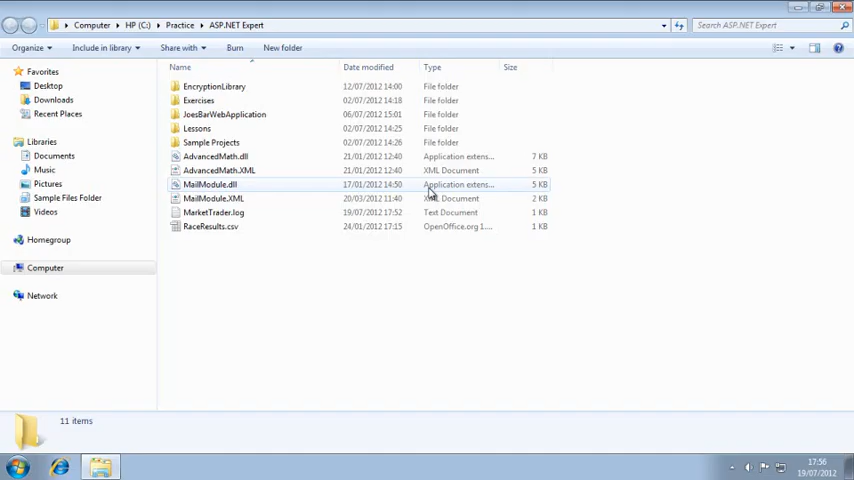 Computer HP (C:) Practice ASP.NET Expert
Search ASP.NET Expert
Organize Include in library Share with Burn New folder
Favorites
Desktop
Downloads
Recent Places
Libraries
Documents
Music
Pictures
Sample Files Folder
Videos
Homegroup
Computer
Network
Name Date modified Type Size
EncryptionLibrary 12/07/2012 14:00 File folder
Exercises 02/07/2012 14:18 File folder
JoesBarWebApplication 06/07/2012 15:01 File folder
Lessons 02/07/2012 14:25 File folder
Sample Projects 02/07/2012 14:26 File folder
AdvancedMath.dll 21/01/2012 12:40 Application extens... 7 KB
AdvancedMath.XML 21/01/2012 12:40 XML Document 5 KB
MailModule.dll 17/01/2012 14:50 Application extens... 5 KB
MailModule.XML 20/03/2012 11:40 XML Document 2 KB
MarketTrader.log 19/07/2012 17:52 Text Document 1 KB
RaceResults.csv 24/01/2012 17:15 OpenOffice.org 1.... 1 KB
11 items
17:56
19/07/2012